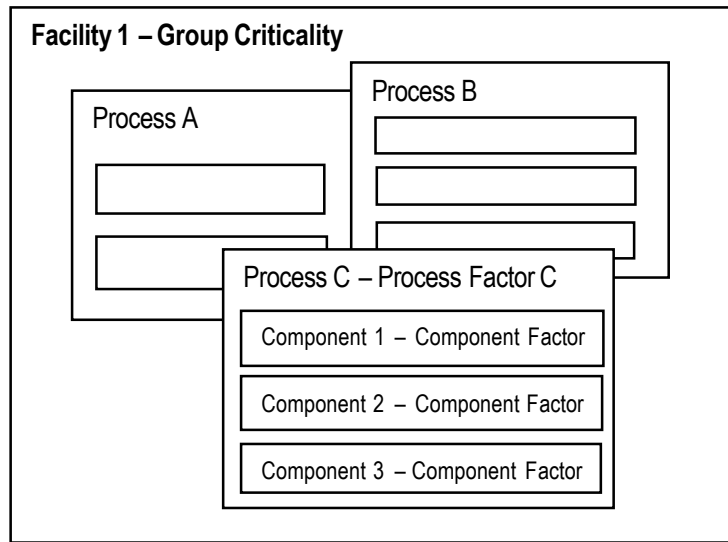 Facility 1 – Group Criticality
Process A
Process B
Process C – Process Factor C
Component 1 – Component Factor
Component 2 – Component Factor
Component 3 – Component Factor